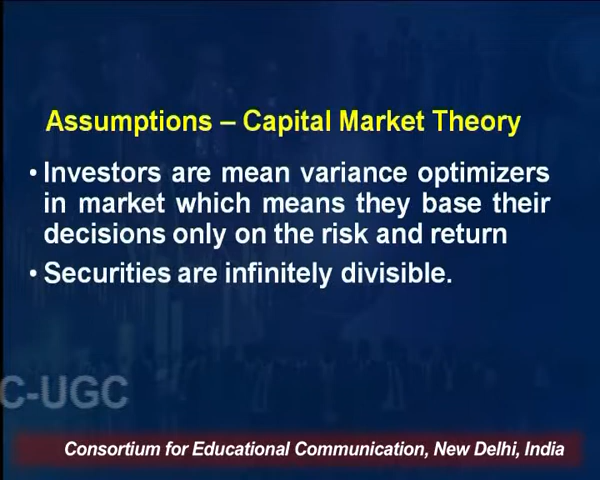 Assumptions – Capital Market Theory
• Investors are mean variance optimizers
in market which means they base their
decisions only on the risk and return
• Securities are infinitely divisible.
C-UGC
Consortium for Educational Communication, New Delhi, India